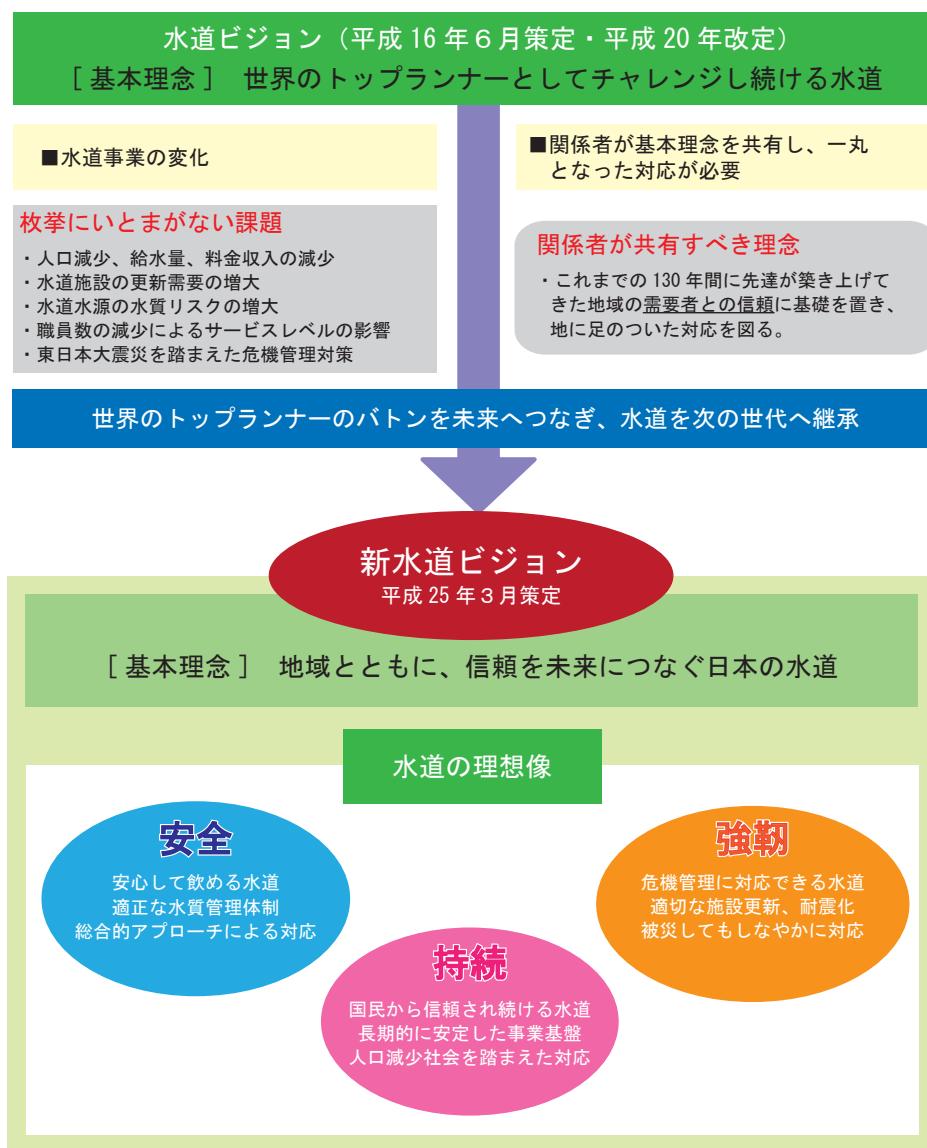 水道ビジョン（平成 16 年６月策定・平成 20 年改定）
［ 基本理念 ］ 世界のトップランナーとしてチャレンジし続ける水道
■水道事業の変化
枚挙にいとまがない課題
・人口減少、給水量、料金収入の減少
・水道施設の更新需要の増大
・水道水源の水質リスクの増大
・職員数の減少によるサービスレベルの影響
・東日本大震災を踏まえた危機管理対策
■関係者が基本理念を共有し、一丸
となった対応が必要
関係者が共有すべき理念
・これまでの 130 年間に先達が築き上げて
きた地域の需要者との信頼に基礎を置き、
地に足のついた対応を図る。
世界のトップランナーのバトンを未来へつなぎ、水道を次の世代へ継承
新水道ビジョン
平成 25 年３月策定
［ 基本理念 ］ 地域とともに、信頼を未来につなぐ日本の水道
水道の理想像
安全
安心して飲める水道
適正な水質管理体制
総合的アプローチによる対応
強靭
危機管理に対応できる水道
適切な施設更新、耐震化
被災してもしなやかに対応
持続
国民から信頼され続ける水道
長期的に安定した事業基盤
人口減少社会を踏まえた対応